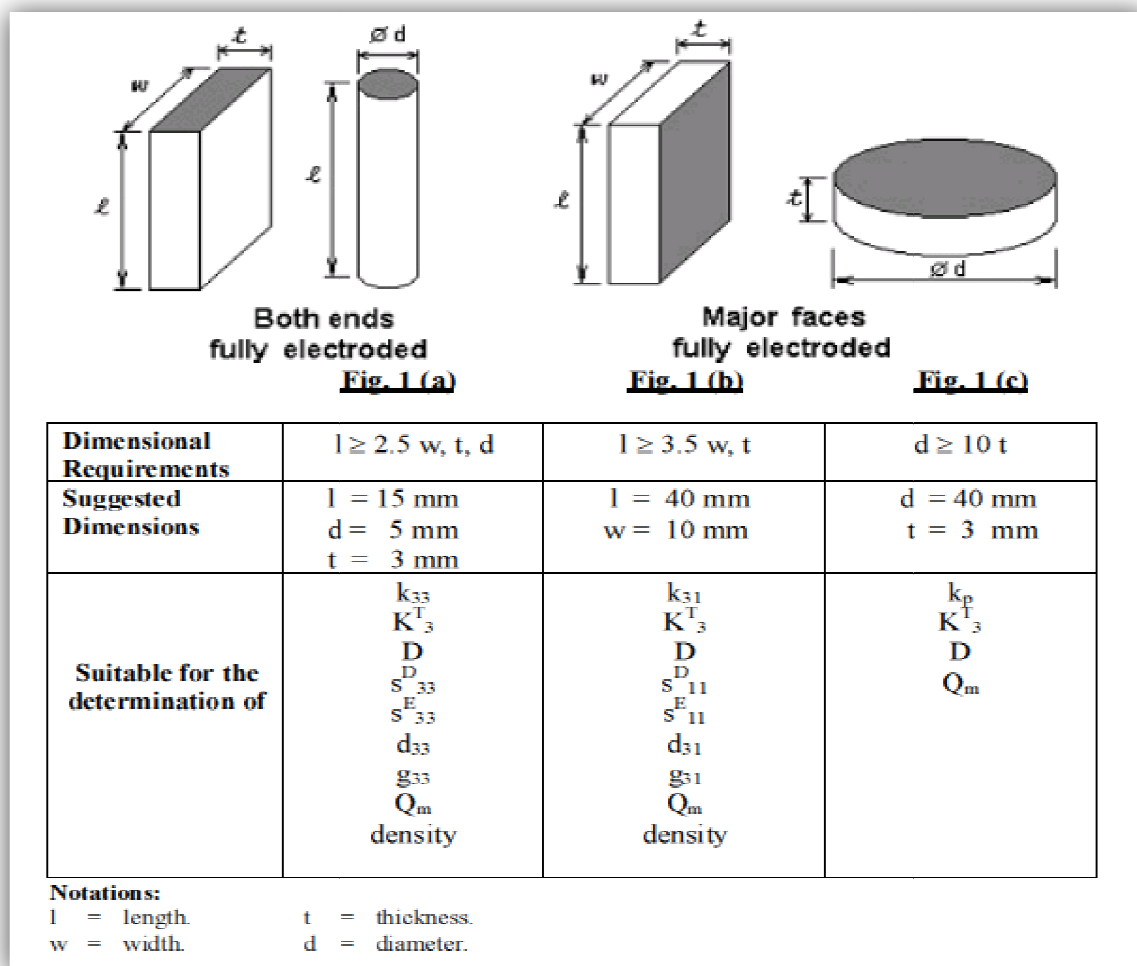 t
w
ℓ
Ø d
ℓ
t
w
ℓ
t
Ø d
Both ends
fully electroded
Major faces
fully electroded
Fig. 1 (a)
Fig. 1 (b)
Fig. 1 (c)
Dimensional Requirements
l ≥ 2.5 w, t, d
l ≥ 3.5 w, t
d ≥ 10 t
Suggested Dimensions
l = 15 mm
d = 5 mm
t = 3 mm
l = 40 mm
w = 10 mm
d = 40 mm
t = 3 mm
Suitable for the
determination of
k₃₃
Kᵀ₃
D
sᴰ₃₃
sᴱ₃₃
d₃₃
g₃₃
Qₘ
density
k₃₁
Kᵀ₃
D
sᴰ₁₁
sᴱ₁₁
d₃₁
g₃₁
Qₘ
density
kₚ
Kᵀ₃
D
Qₘ
Notations:
l = length. t = thickness.
w = width. d = diameter.